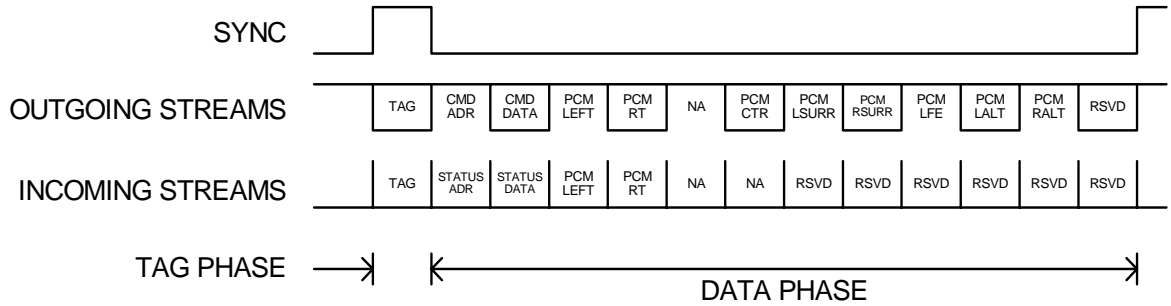 SYNC
OUTGOING STREAMS
TAG
CMD
ADR
CMD
DATA
PCM
LEFT
PCM
RT
NA
PCM
CTR
PCM
LSURR
PCM
RSURR
PCM
LFE
PCM
LALT
PCM
RALT
RSVD
INCOMING STREAMS
TAG
STATUS
ADR
STATUS
DATA
PCM
LEFT
PCM
RT
NA
NA
RSVD
RSVD
RSVD
RSVD
RSVD
RSVD
TAG PHASE
DATA PHASE